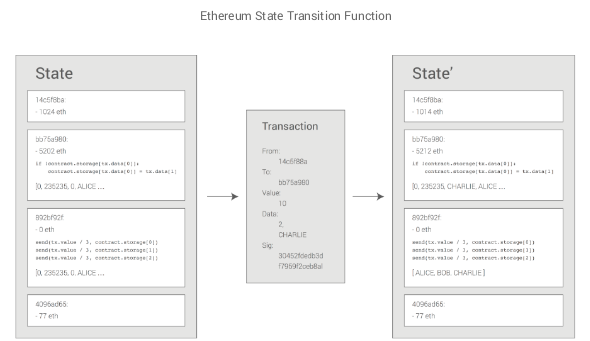 Ethereum State Transition Function
State
14c5f8ba:
- 1024 eth
bb75a980:
- 5202 eth
if !contract.storage[tx.data[0]]:
contract.storage[tx.data[0]] = tx.data[1]
[0, 235235, 0, ALICE ....
892bf92f:
- 0 eth
send(tx.value / 3, contract.storage[0])
send(tx.value / 3, contract.storage[1])
send(tx.value / 3, contract.storage[2])
[0, 235235, 0, ALICE ....
4096ad65:
- 77 eth
Transaction
From:
14c5f88a
To:
bb75a980
Value:
10
Data:
2,
CHARLIE
Sig:
30452fdedb3d
f7959f2ceb8a1
State’
14c5f8ba:
- 1014 eth
bb75a980:
- 5212 eth
if !contract.storage[tx.data[0]]:
contract.storage[tx.data[0]] = tx.data[1]
[0, 235235, CHARLIE, ALICE ....
892bf92f:
- 0 eth
send(tx.value / 3, contract.storage[0])
send(tx.value / 3, contract.storage[1])
send(tx.value / 3, contract.storage[2])
[ ALICE, BOB, CHARLIE ]
4096ad65:
- 77 eth